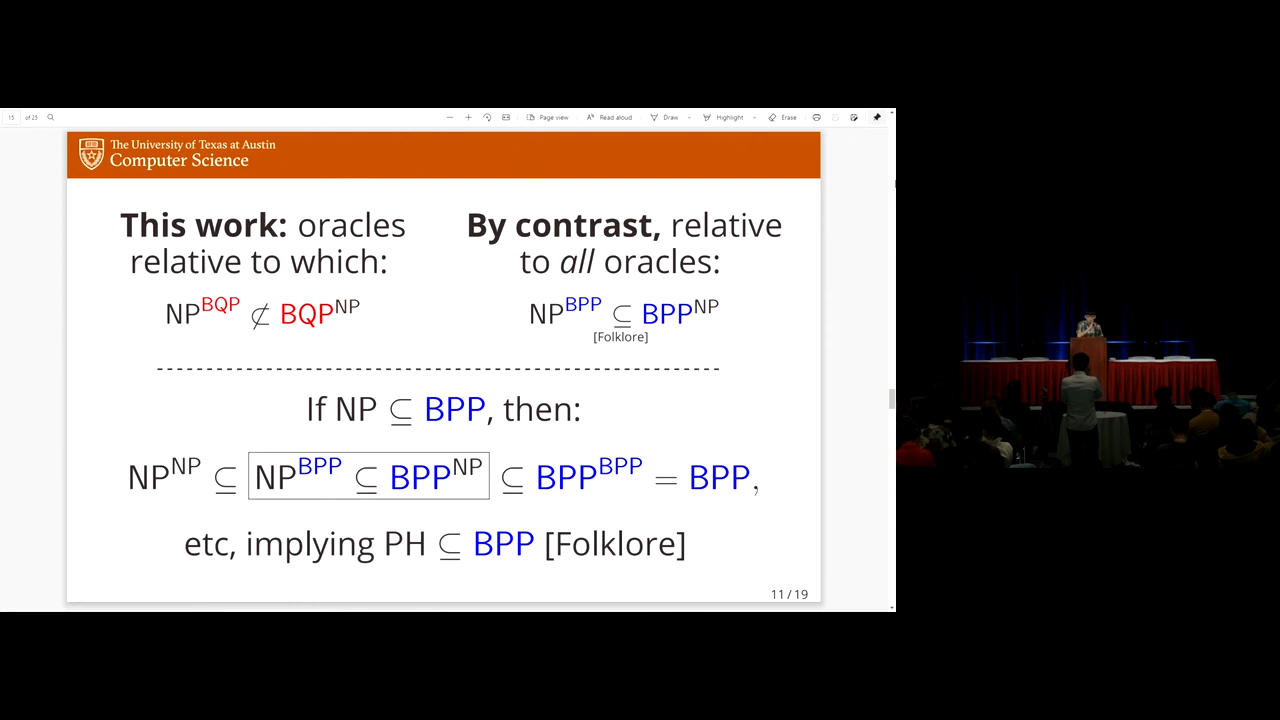 15 of 25 Page view Read aloud Draw Highlight Erase
The University of Texas at Austin
Computer Science
This work: oracles
relative to which:
NP^BQP ⊄ BQP^NP
By contrast, relative
to all oracles:
NP^BPP ⊆ BPP^NP
[Folklore]
If NP ⊆ BPP, then:
NP^NP ⊆ NP^BPP ⊆ BPP^NP ⊆ BPP^BPP = BPP,
etc, implying PH ⊆ BPP [Folklore]
11 / 19